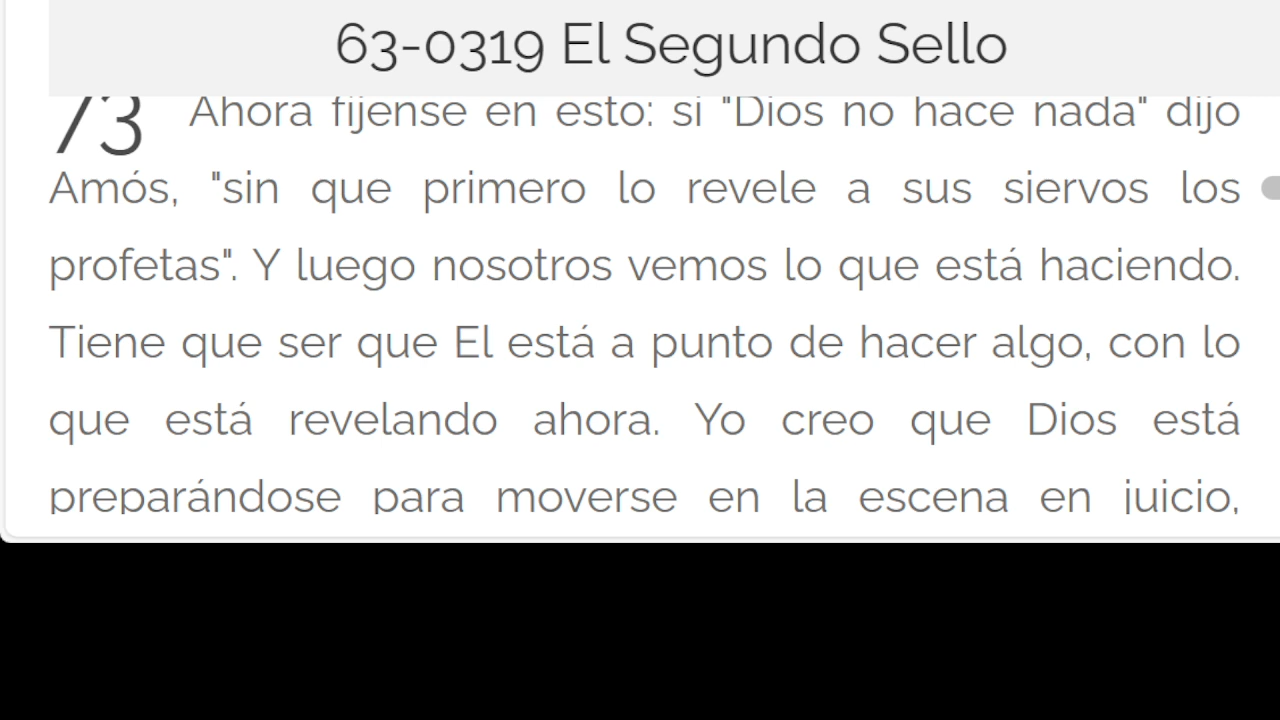 63-0319 El Segundo Sello
73 Ahora fíjense en esto: si "Dios no hace nada" dijo
Amós, "sin que primero lo revele a sus siervos los
profetas". Y luego nosotros vemos lo que está haciendo.
Tiene que ser que El está a punto de hacer algo, con lo
que está revelando ahora. Yo creo que Dios está
preparándose para moverse en la escena en juicio,